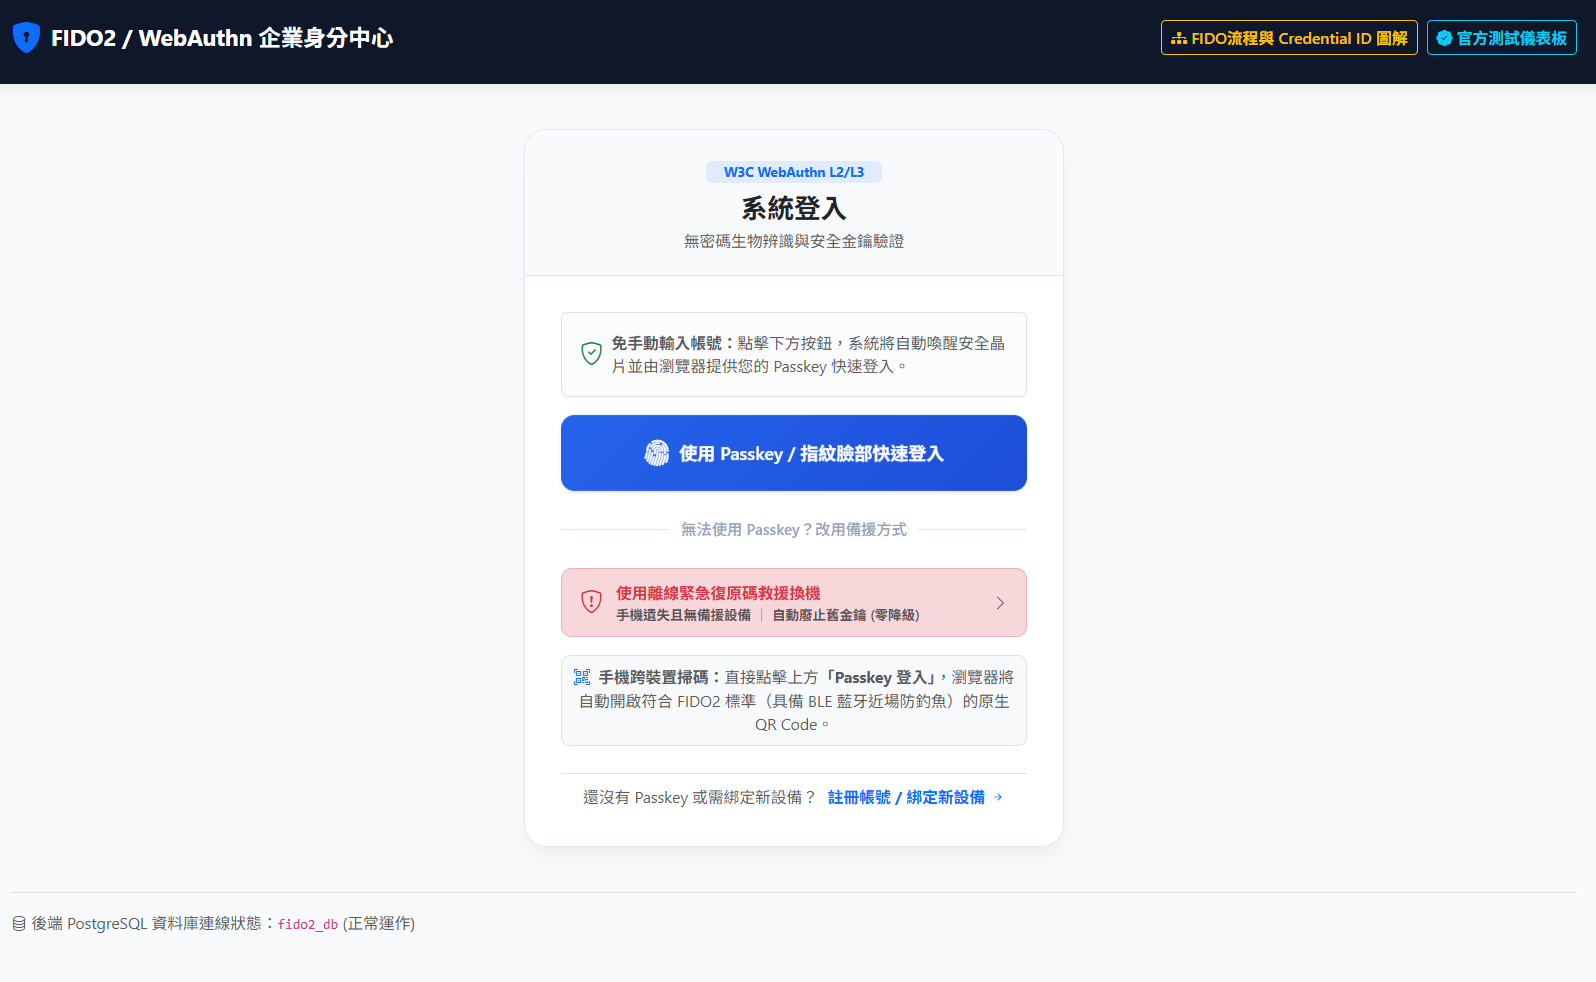 FIDO2 / WebAuthn 企業身分中心
FIDO流程與 Credential ID 圖解
官方測試儀表板
W3C WebAuthn L2/L3
系統登入
無密碼生物辨識與安全金鑰驗證
免手動輸入帳號：點擊下方按鈕，系統將自動喚醒安全晶
片並由瀏覽器提供您的 Passkey 快速登入。
使用 Passkey / 指紋臉部快速登入
無法使用 Passkey？改用備援方式
使用離線緊急復原碼救援換機
手機遺失且無備援設備｜自動廢止舊金鑰 (零降級)
手機跨裝置掃碼：直接點擊上方「Passkey 登入」，瀏覽器將
自動開啟符合 FIDO2 標準（具備 BLE 藍牙近場防釣魚）的原生
QR Code。
還沒有 Passkey 或需綁定新設備？ 註冊帳號 / 綁定新設備 →
後端 PostgreSQL 資料庫連線狀態：fido2_db (正常運作)